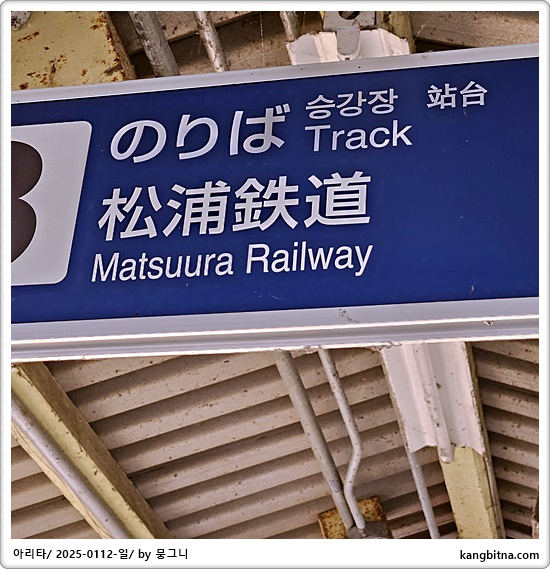 3 のりば 승강장 站台
Track
松浦鉄道
Matsuura Railway
아리타/ 2025-0112-일/ by 뭉그니
kangbitna.com